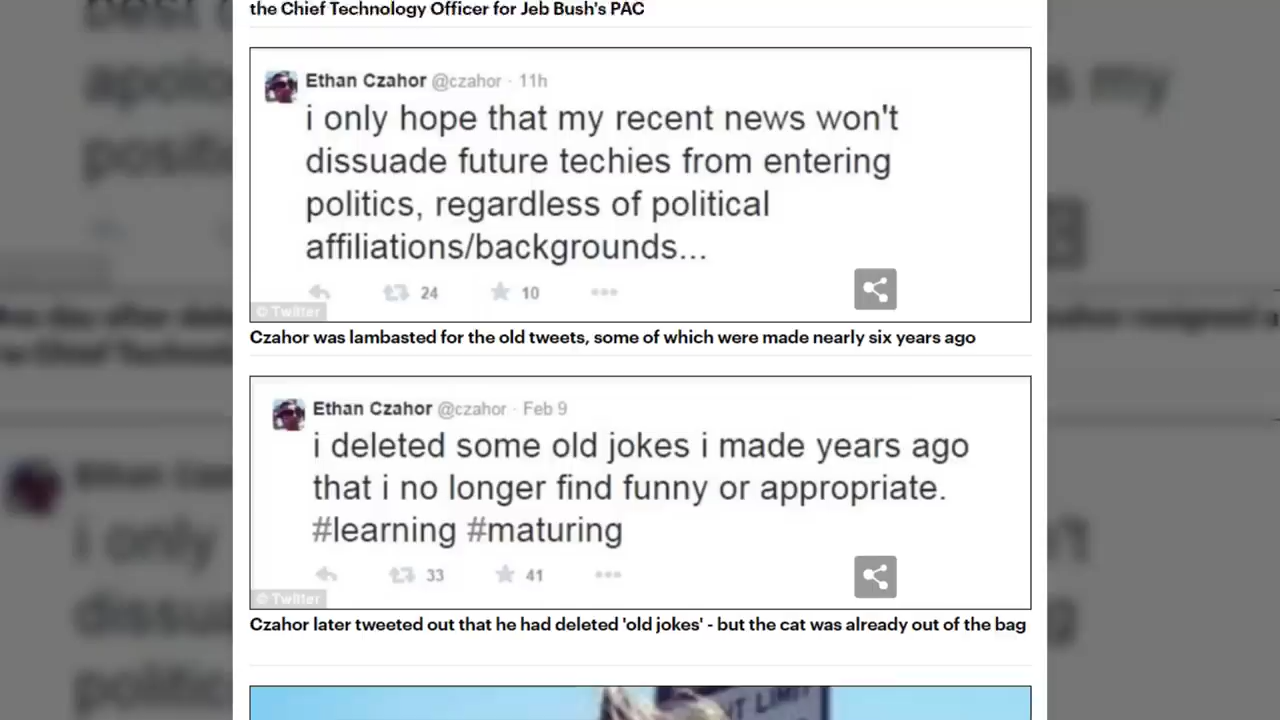 the Chief Technology Officer for Jeb Bush's PAC
Ethan Czahor @czahor · 11h
i only hope that my recent news won't
dissuade future techies from entering
politics, regardless of political
affiliations/backgrounds...
24 10
© Twitter
Czahor was lambasted for the old tweets, some of which were made nearly six years ago
Ethan Czahor @czahor · Feb 9
i deleted some old jokes i made years ago
that i no longer find funny or appropriate.
#learning #maturing
33 41
© Twitter
Czahor later tweeted out that he had deleted 'old jokes' - but the cat was already out of the bag
HT LIMIT